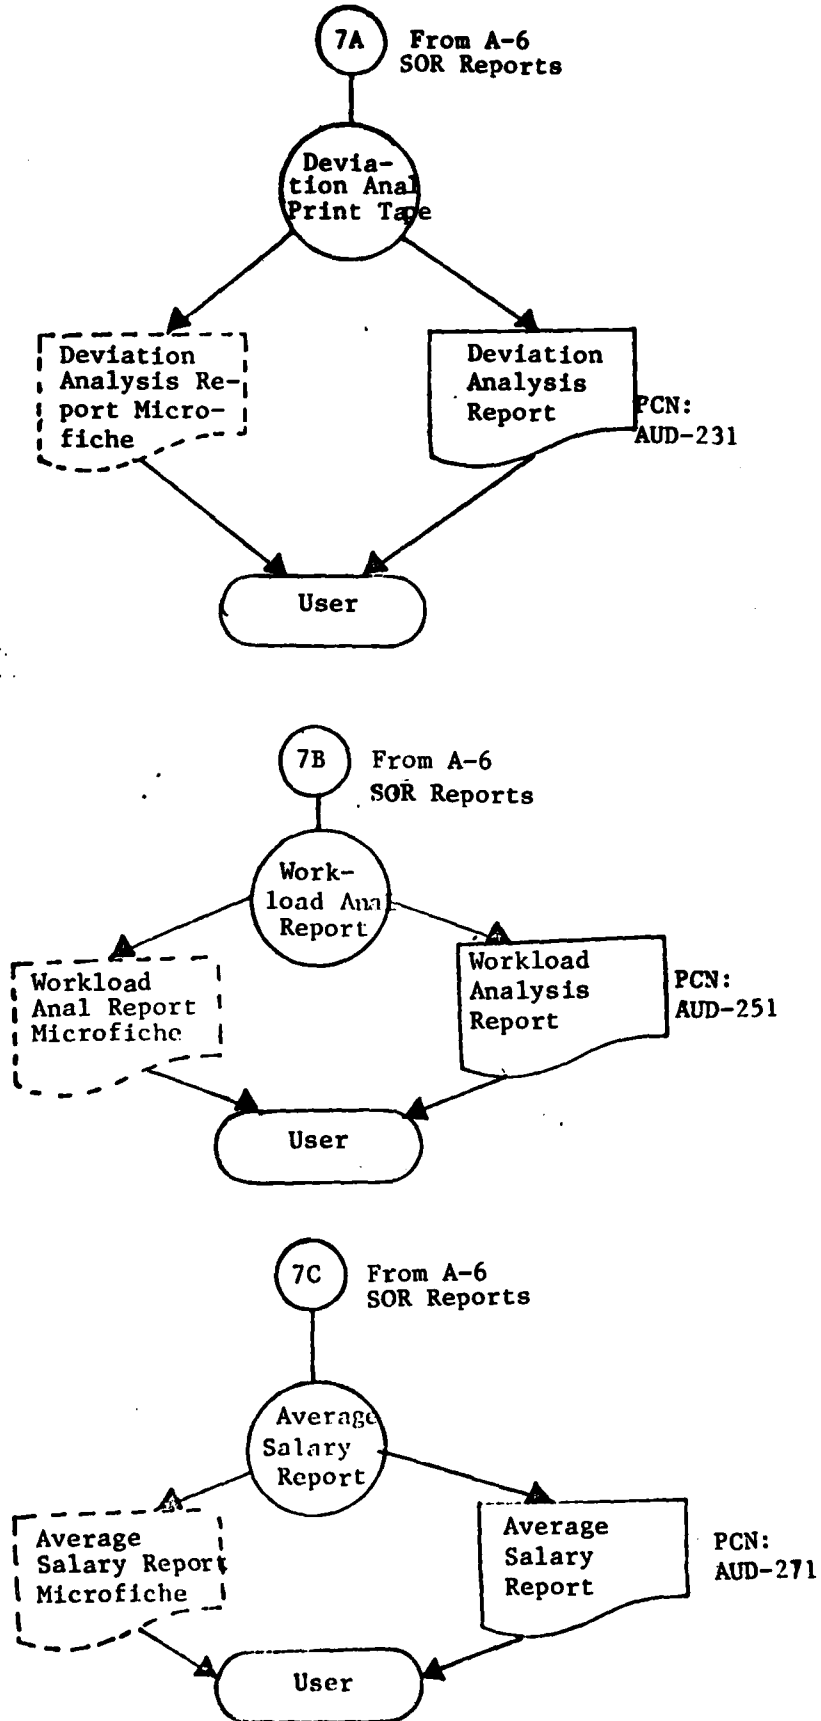 7A
From A-6
SOR Reports
Devia-
tion Anal
Print Tape
Deviation
Analysis Re-
port Micro-
fiche
Deviation
Analysis
Report
PCN:
AUD-231
User
7B
From A-6
SOR Reports
Work-
load Anal
Report
Workload
Anal Report
Microfiche
Workload
Analysis
Report
PCN:
AUD-251
User
7C
From A-6
SOR Reports
Average
Salary
Report
Average
Salary Report
Microfiche
Average
Salary
Report
PCN:
AUD-271
User